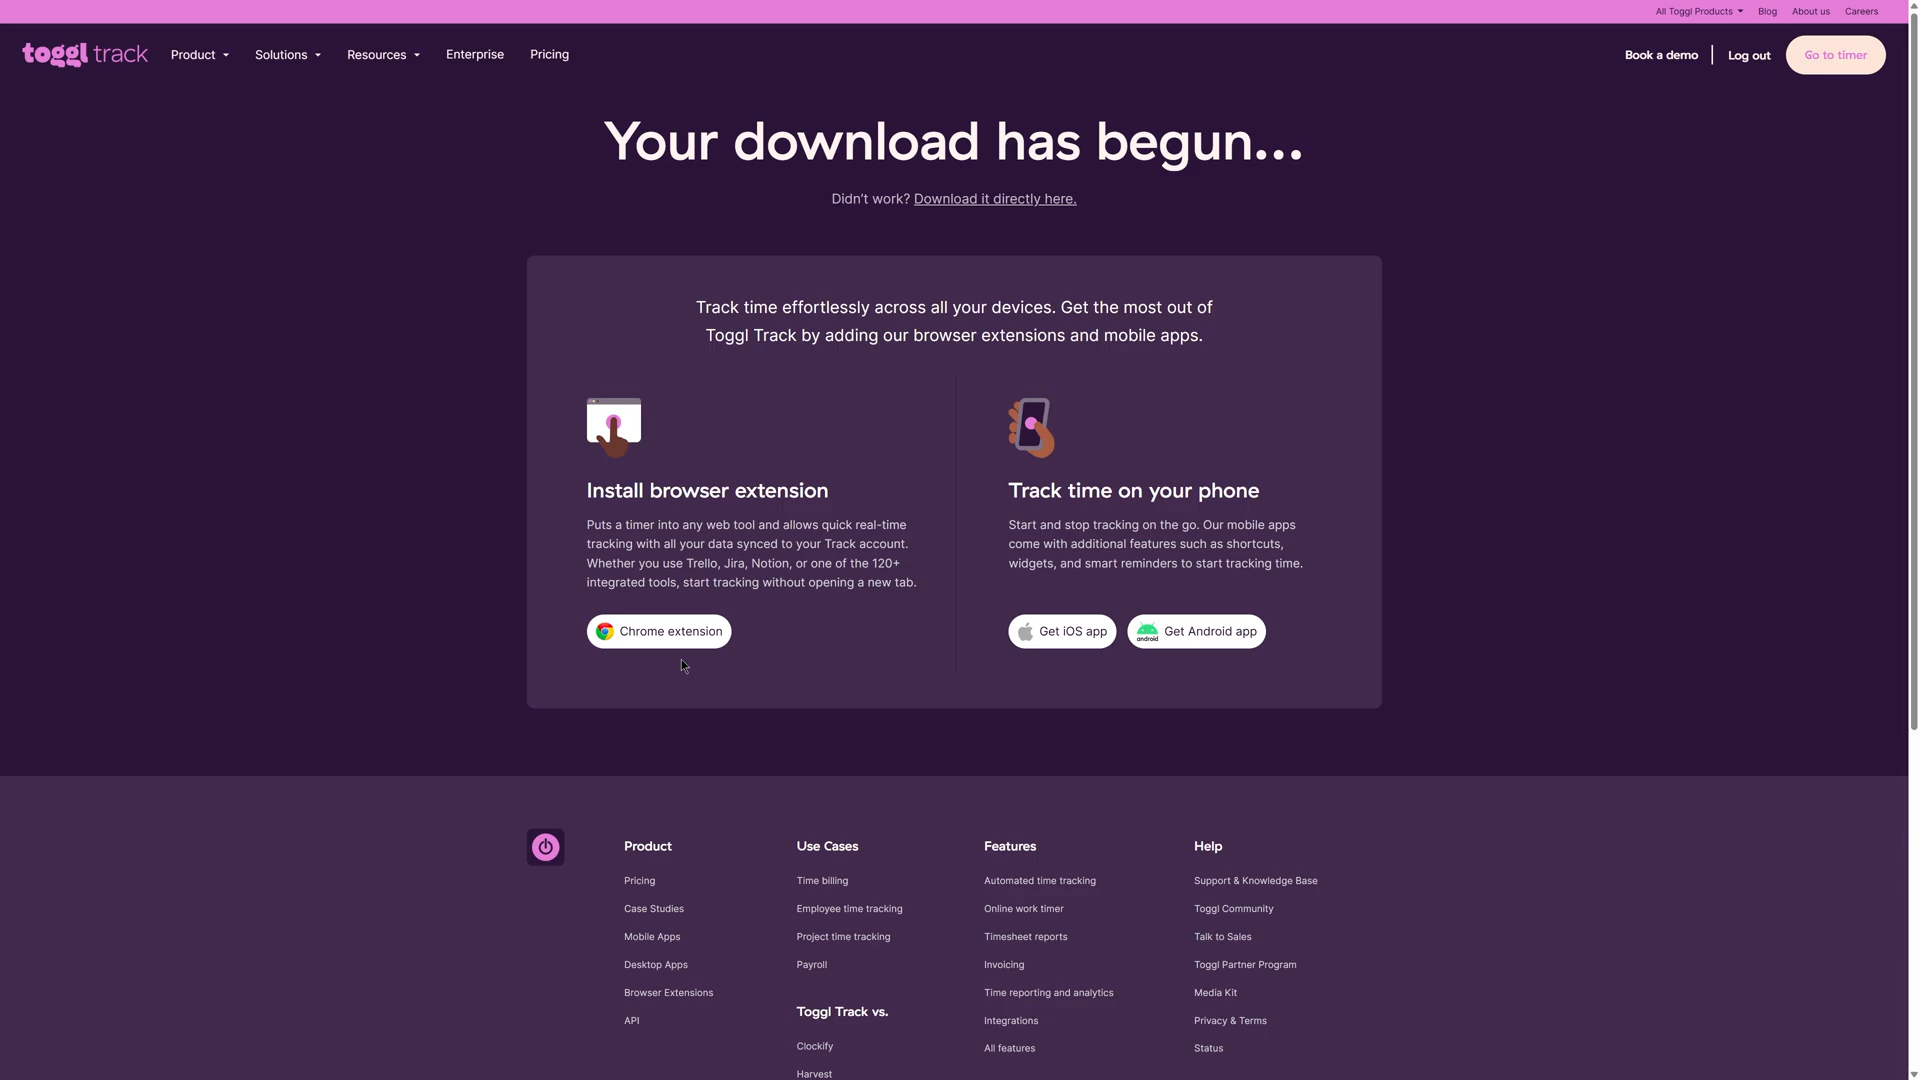 All Toggl Products
Blog
About us
Careers
toggl track
Product
Solutions
Resources
Enterprise
Pricing
Book a demo
Log out
Go to timer
Your download has begun...
Didn't work? Download it directly here.
Track time effortlessly across all your devices. Get the most out of
Toggl Track by adding our browser extensions and mobile apps.
Install browser extension
Puts a timer into any web tool and allows quick real-time
tracking with all your data synced to your Track account.
Whether you use Trello, Jira, Notion, or one of the 120+
integrated tools, start tracking without opening a new tab.
Chrome extension
Track time on your phone
Start and stop tracking on the go. Our mobile apps
come with additional features such as shortcuts,
widgets, and smart reminders to start tracking time.
Get iOS app
android
Get Android app
Product
Pricing
Case Studies
Mobile Apps
Desktop Apps
Browser Extensions
API
Use Cases
Time billing
Employee time tracking
Project time tracking
Payroll
Toggl Track vs.
Clockify
Harvest
Features
Automated time tracking
Online work timer
Timesheet reports
Invoicing
Time reporting and analytics
Integrations
All features
Help
Support & Knowledge Base
Toggl Community
Talk to Sales
Toggl Partner Program
Media Kit
Privacy & Terms
Status